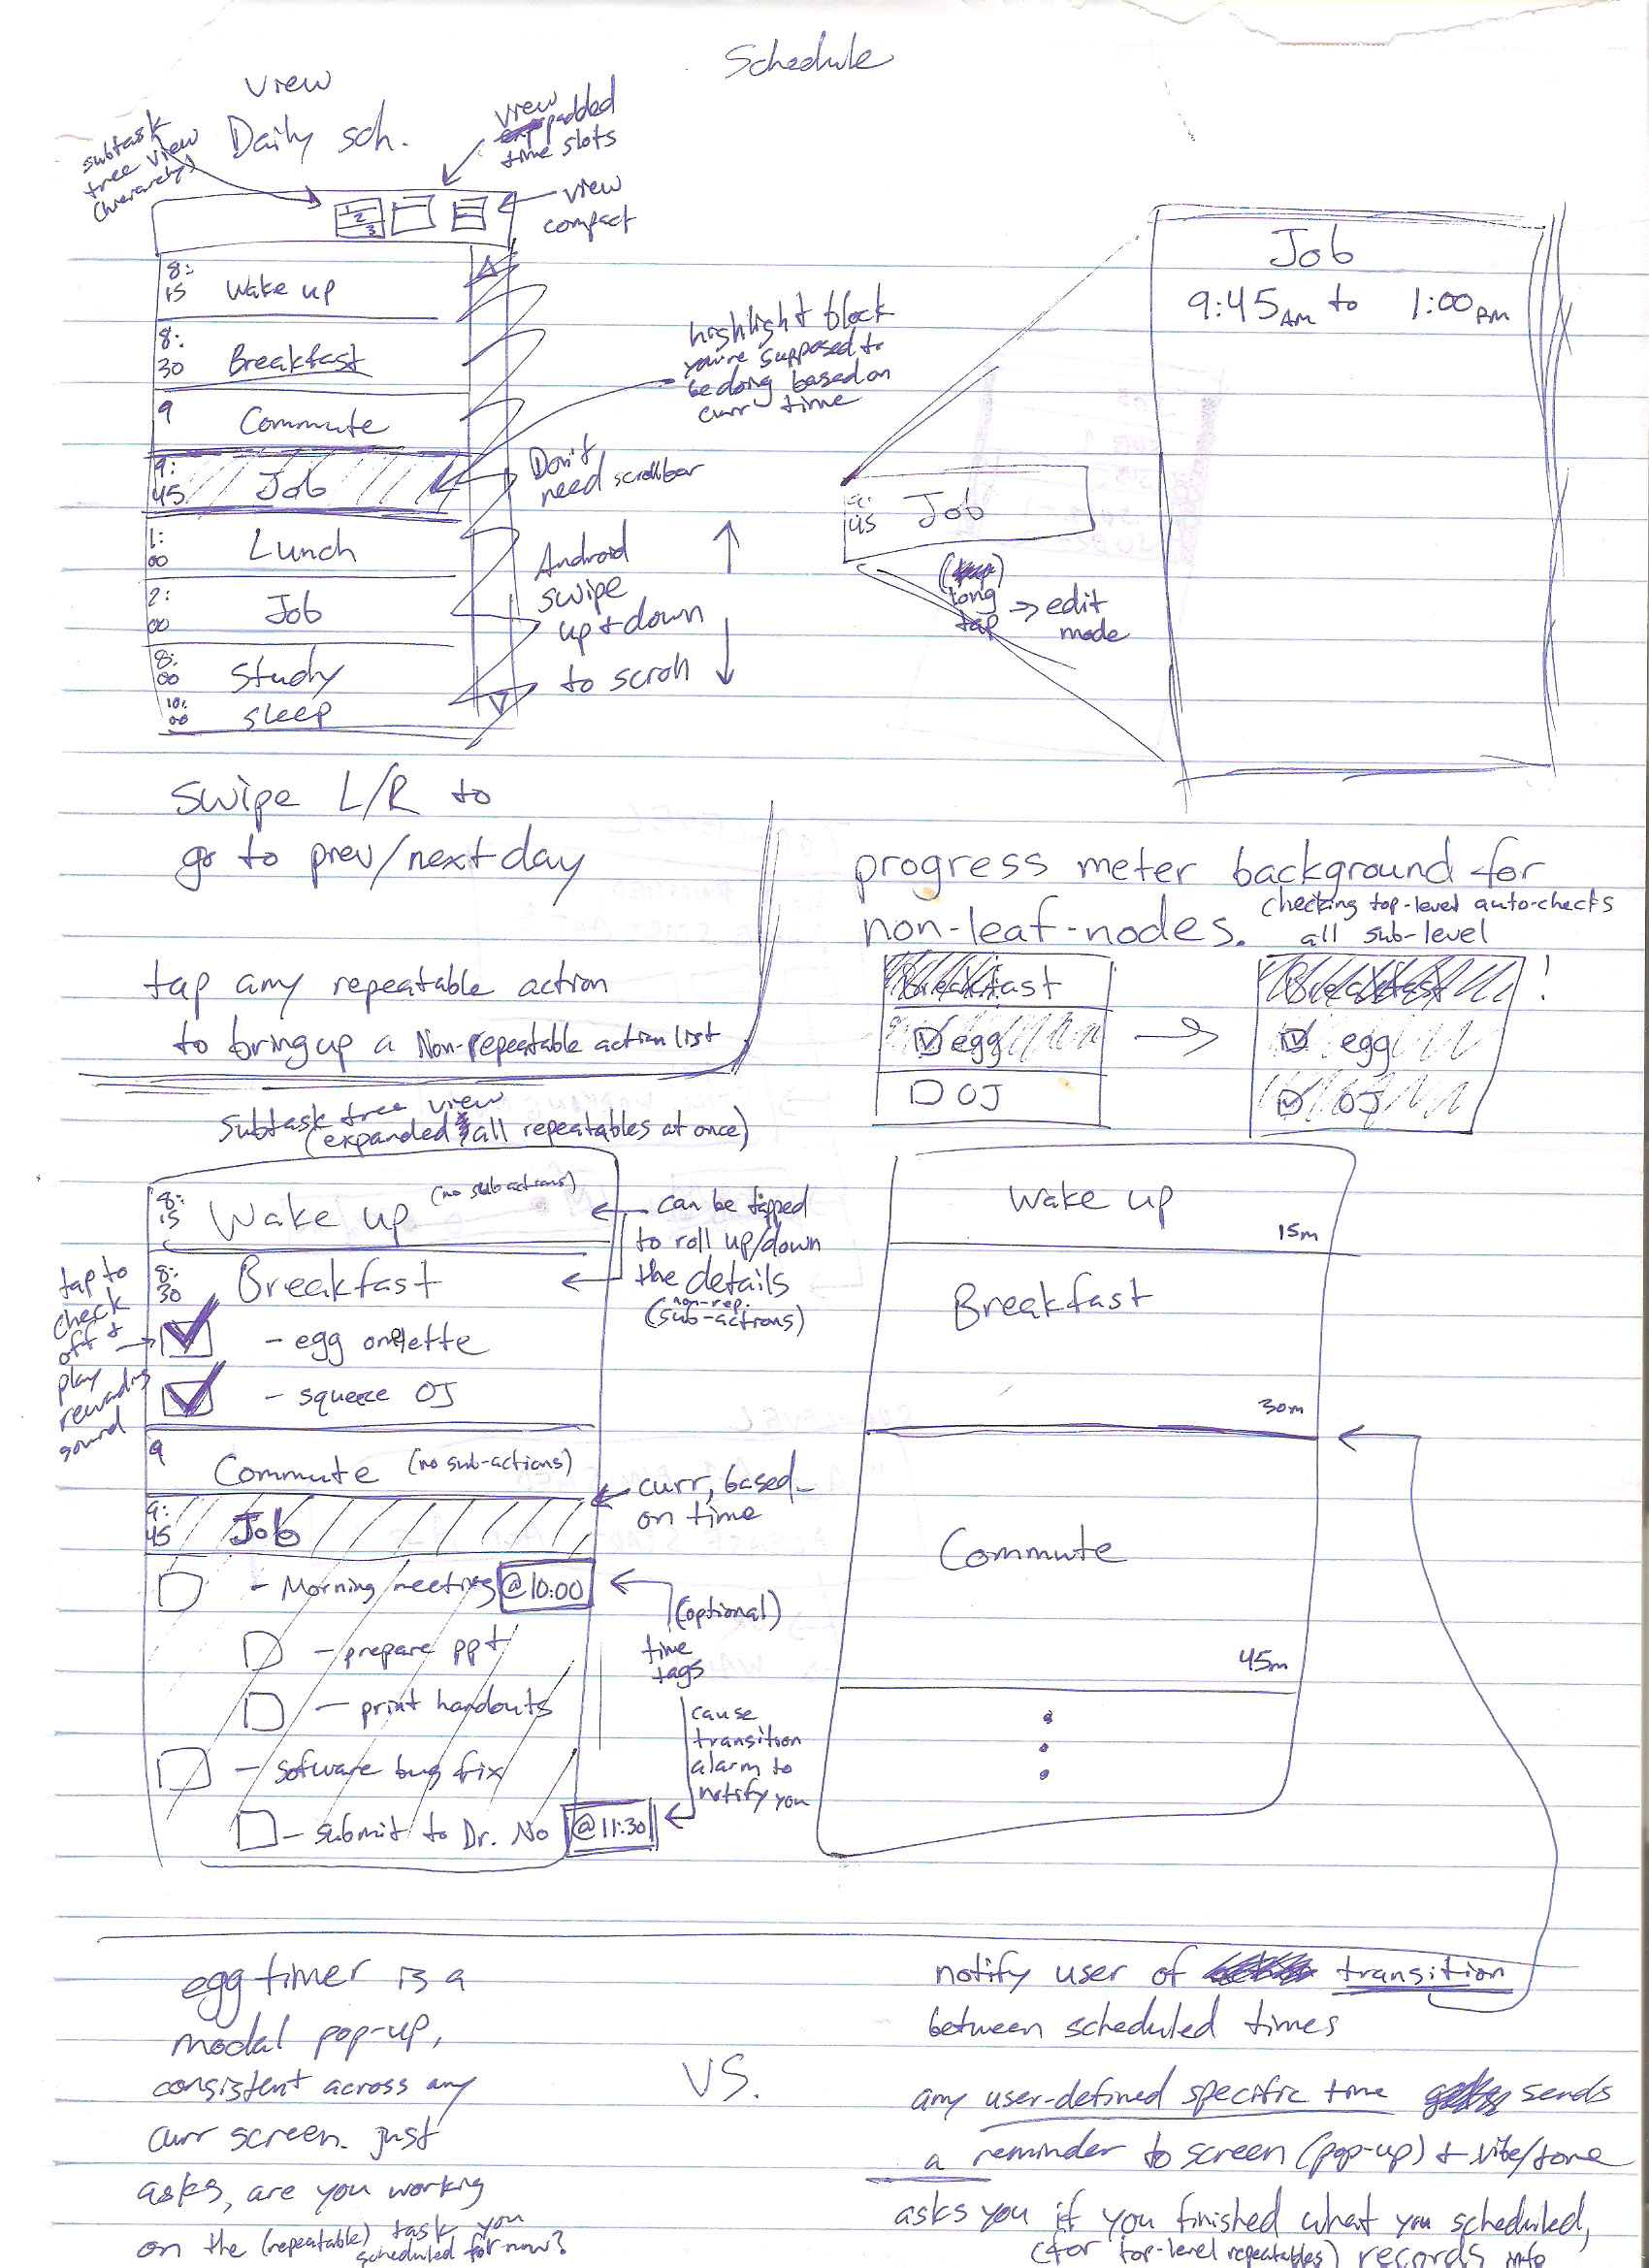 Schedule
view
Daily sch.
subtask
tree view
(hierarchy)
view
padded
time slots
view
compact
1
2
3
8:
15 Wake up
8:
30 Breakfast
9 Commute
9:
45 Job
1:
00 Lunch
2:
00 Job
8:
00 Study
10:
00 sleep
highlight block
you're supposed to
be doing based on
curr time
Don't
need scrollbar
Android
swipe
up + down
to scroll
9:
45 Job
long
tap → edit
mode
Job
9:45 AM to 1:00 PM
swipe L/R to
go to prev/next day
tap any repeatable action
to bring up a Non-repeatable action list
progress meter background for
non-leaf-nodes.
checking top-level auto-checks
all sub-level
Breakfast
egg
OJ
Breakfast
egg
OJ
!
subtask tree view
(expanded all repeatables at once)
8:
15 Wake up (no sub actions)
8:
30 Breakfast
- egg omelette
- squeeze OJ
9 Commute (no sub-actions)
9:
45 Job
- Morning meeting @10:00
- prepare ppt
- print handouts
- software bug fix
- submit to Dr. No @11:30
tap to
check
off +
play
rewarding
sound
can be tapped
to roll up/down
the details
non-rep.
(sub-actions)
curr, based
on time
(optional)
time
tags
cause
transition
alarm to
notify you
Wake up
15m
Breakfast
30m
Commute
45m
egg timer is a
modal pop-up,
consistent across any
curr screen. just
asks, are you working
on the (repeatable) task you
scheduled for now?
VS.
notify user of transition
between scheduled times
any user-defined specific time sends
a reminder to screen (pop-up) + vibe/tone
asks you if you finished what you scheduled,
(for top-level repeatables) records info